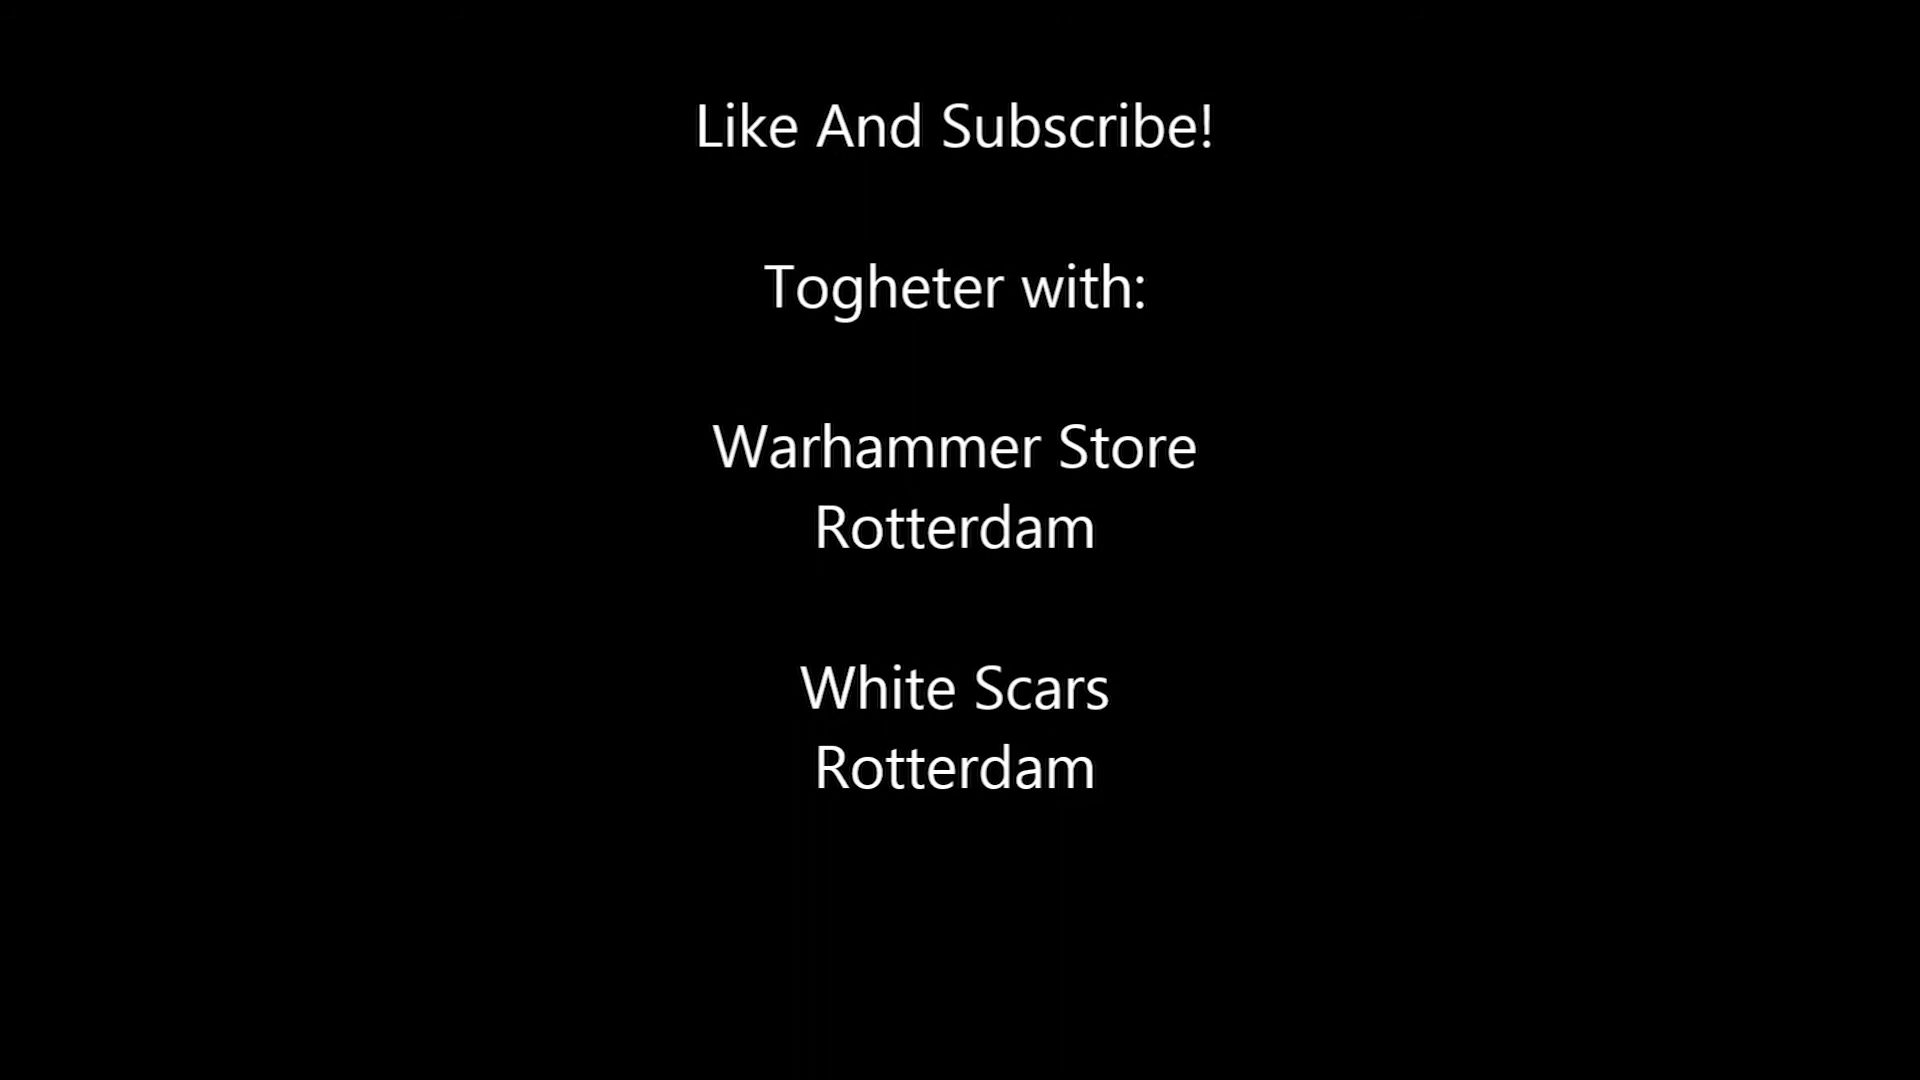 Like And Subscribe!
Togheter with:
Warhammer Store
Rotterdam
White Scars
Rotterdam